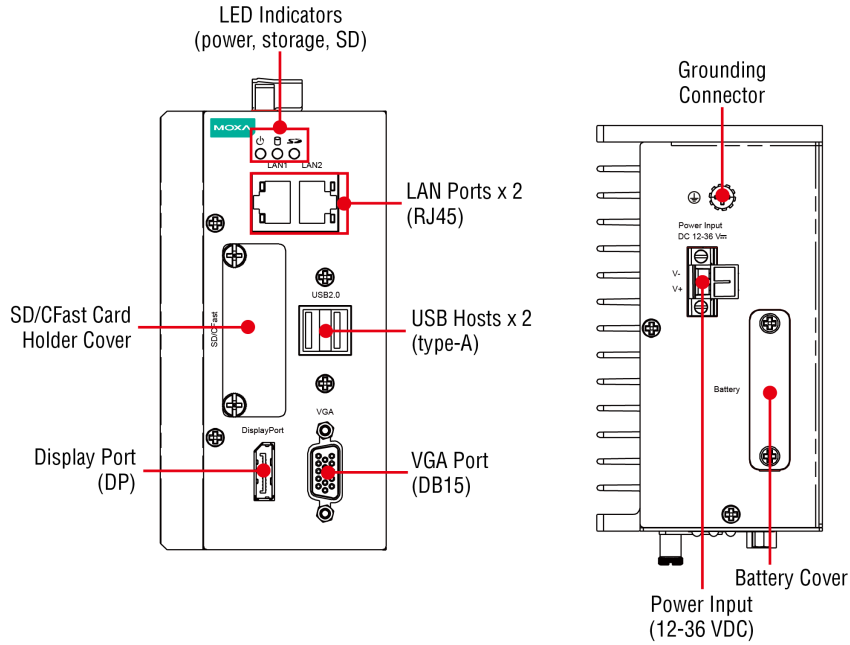 LED Indicators
(power, storage, SD)
MOXA
LAN1 LAN2
LAN Ports x 2
(RJ45)
SD/CFast Card
Holder Cover
SD/CFast
USB2.0
USB Hosts x 2
(type-A)
VGA
DisplayPort
Display Port
(DP)
VGA Port
(DB15)
Grounding
Connector
Power Input
DC 12-36 V
V-
V+
Battery
Battery Cover
Power Input
(12-36 VDC)